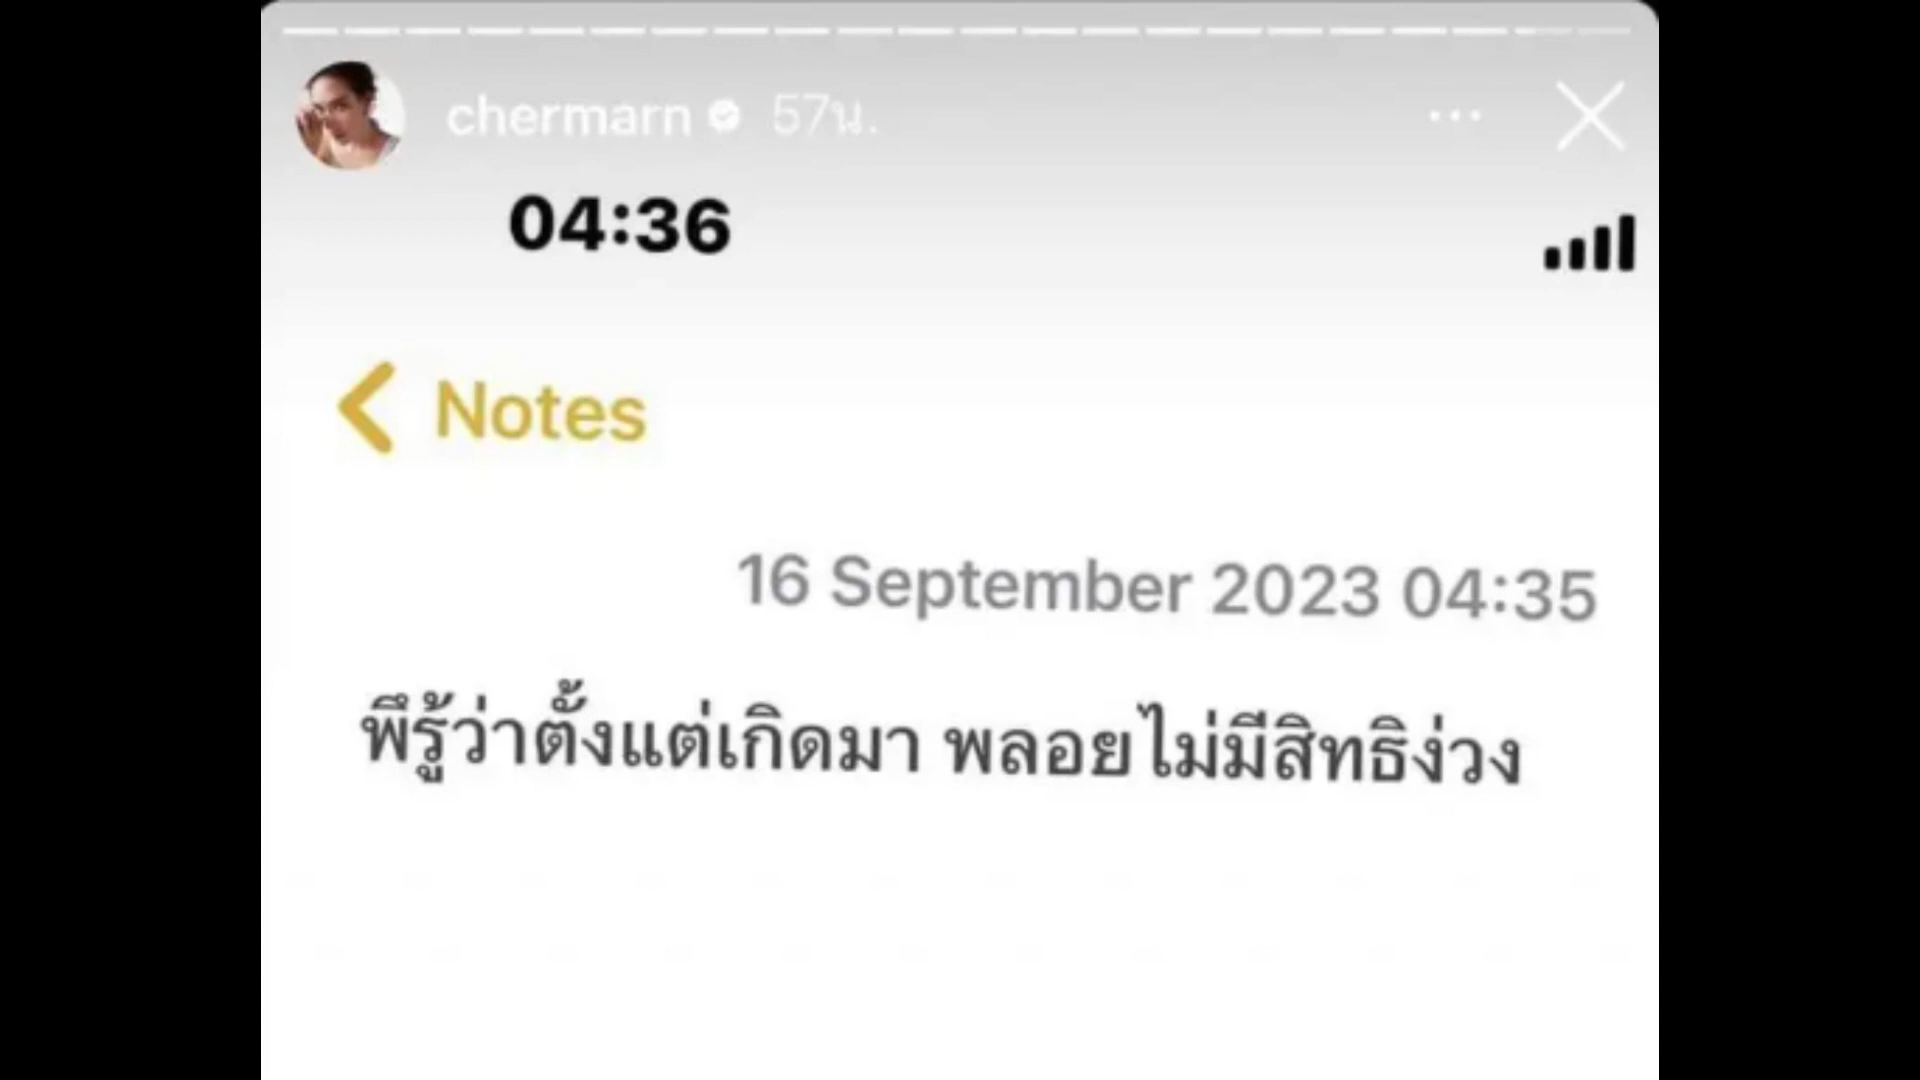 chermarn 57น.
04:36
Notes
16 September 2023 04:35
พึรู้ว่าตั้งแต่เกิดมา พลอยไม่มีสิทธิง่วง